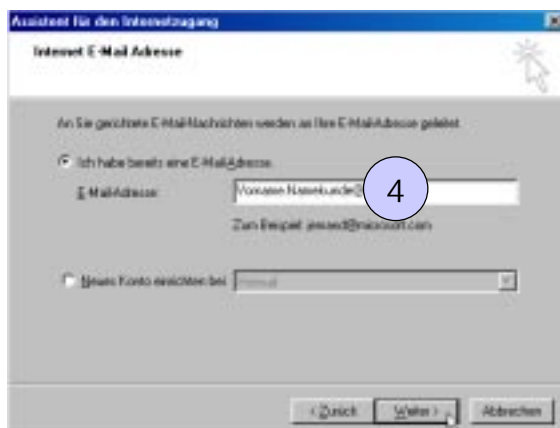 Assistent für den Internetzugang
Internet E-Mail Adresse
An Sie gerichtete E-Mail-Nachrichten werden an Ihre E-Mail-Adresse geleitet.
Ich habe bereits eine E-Mail-Adresse.
E-Mail-Adresse:
4
Zum Beispiel: jemand@microsoft.com
Neues Konto einrichten bei:
Hotmail
< Zurück Weiter > Abbrechen